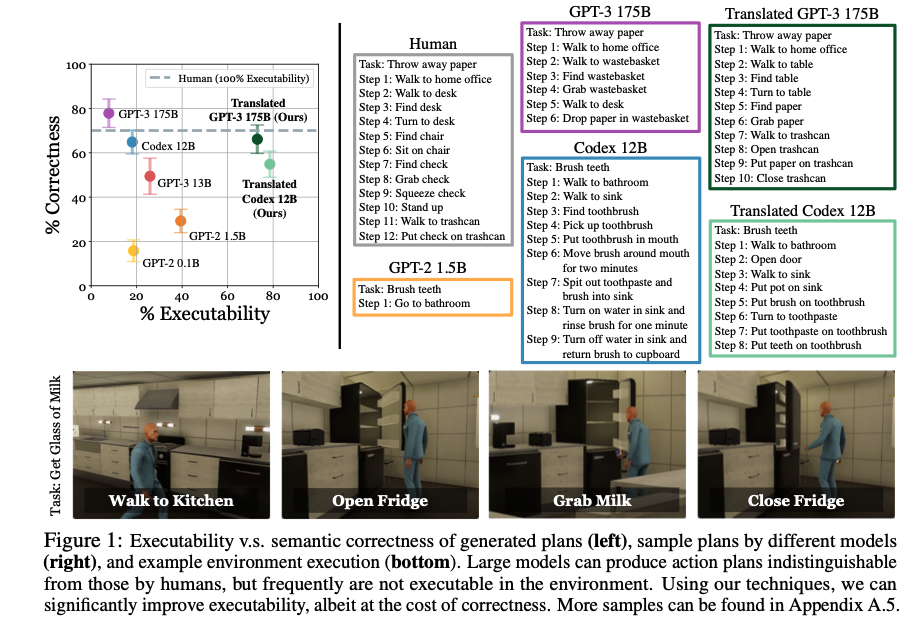 100
80
60
40
20
0
0
20
40
60
80
100
% Correctness
% Executability
Human (100% Executability)
GPT-3 175B
Translated
GPT-3 175B (Ours)
Codex 12B
GPT-3 13B
Translated
Codex 12B
(Ours)
GPT-2 1.5B
GPT-2 0.1B
Human
Task: Throw away paper
Step 1: Walk to home office
Step 2: Walk to desk
Step 3: Find desk
Step 4: Turn to desk
Step 5: Find chair
Step 6: Sit on chair
Step 7: Find check
Step 8: Grab check
Step 9: Squeeze check
Step 10: Stand up
Step 11: Walk to trashcan
Step 12: Put check on trashcan
GPT-2 1.5B
Task: Brush teeth
Step 1: Go to bathroom
GPT-3 175B
Task: Throw away paper
Step 1: Walk to home office
Step 2: Walk to wastebasket
Step 3: Find wastebasket
Step 4: Grab wastebasket
Step 5: Walk to desk
Step 6: Drop paper in wastebasket
Codex 12B
Task: Brush teeth
Step 1: Walk to bathroom
Step 2: Walk to sink
Step 3: Find toothbrush
Step 4: Pick up toothbrush
Step 5: Put toothbrush in mouth
Step 6: Move brush around mouth
for two minutes
Step 7: Spit out toothpaste and
brush into sink
Step 8: Turn on water in sink and
rinse brush for one minute
Step 9: Turn off water in sink and
return brush to cupboard
Translated GPT-3 175B
Task: Throw away paper
Step 1: Walk to home office
Step 2: Walk to table
Step 3: Find table
Step 4: Turn to table
Step 5: Find paper
Step 6: Grab paper
Step 7: Walk to trashcan
Step 8: Open trashcan
Step 9: Put paper on trashcan
Step 10: Close trashcan
Translated Codex 12B
Task: Brush teeth
Step 1: Walk to bathroom
Step 2: Open door
Step 3: Walk to sink
Step 4: Put pot on sink
Step 5: Put brush on toothbrush
Step 6: Turn to toothpaste
Step 7: Put toothpaste on toothbrush
Step 8: Put teeth on toothbrush
Task: Get Glass of Milk
Walk to Kitchen
Open Fridge
Grab Milk
Close Fridge
Figure 1: Executability v.s. semantic correctness of generated plans (left), sample plans by different models
(right), and example environment execution (bottom). Large models can produce action plans indistinguishable
from those by humans, but frequently are not executable in the environment. Using our techniques, we can
significantly improve executability, albeit at the cost of correctness. More samples can be found in Appendix A.5.